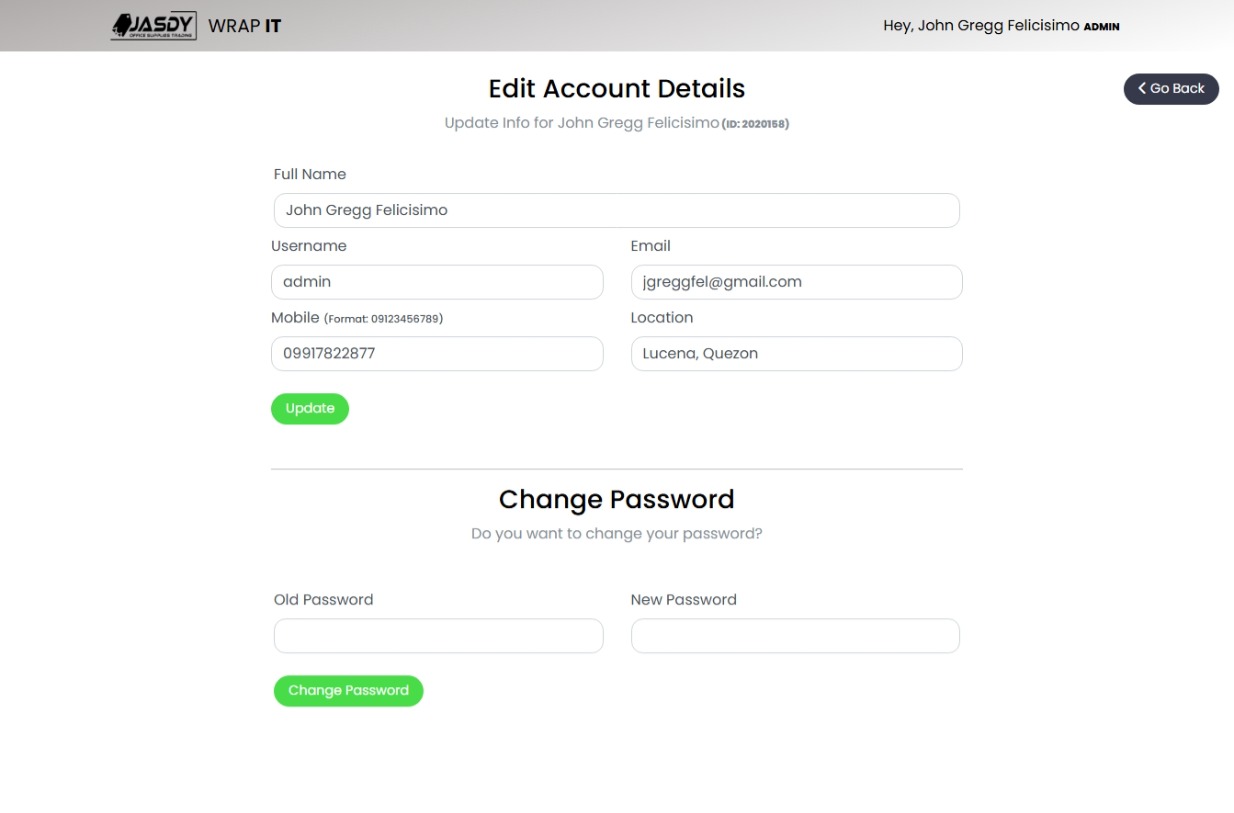 JASDY WRAP IT Hey, John Gregg Felicisimo ADMIN
OFFICE SUPPLIES TRADING
Edit Account Details
Go Back
Update Info for John Gregg Felicisimo (ID: 2020158)
Full Name
John Gregg Felicisimo
Username Email
admin jgreggfel@gmail.com
Mobile (Format: 09123456789) Location
09917822877 Lucena, Quezon
Update
Change Password
Do you want to change your password?
Old Password New Password
Change Password